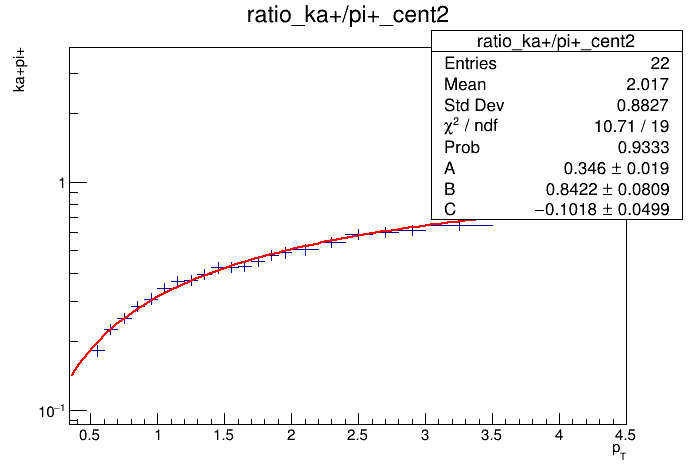 ratio_ka+/pi+_cent2
ka+pi+
ratio_ka+/pi+_cent2
Entries 22
Mean 2.017
Std Dev 0.8827
χ² / ndf 10.71 / 19
Prob 0.9333
A 0.346 ± 0.019
B 0.8422 ± 0.0809
C −0.1018 ± 0.0499
1
10⁻¹
0.5 1 1.5 2 2.5 3 3.5 4 4.5
p_T